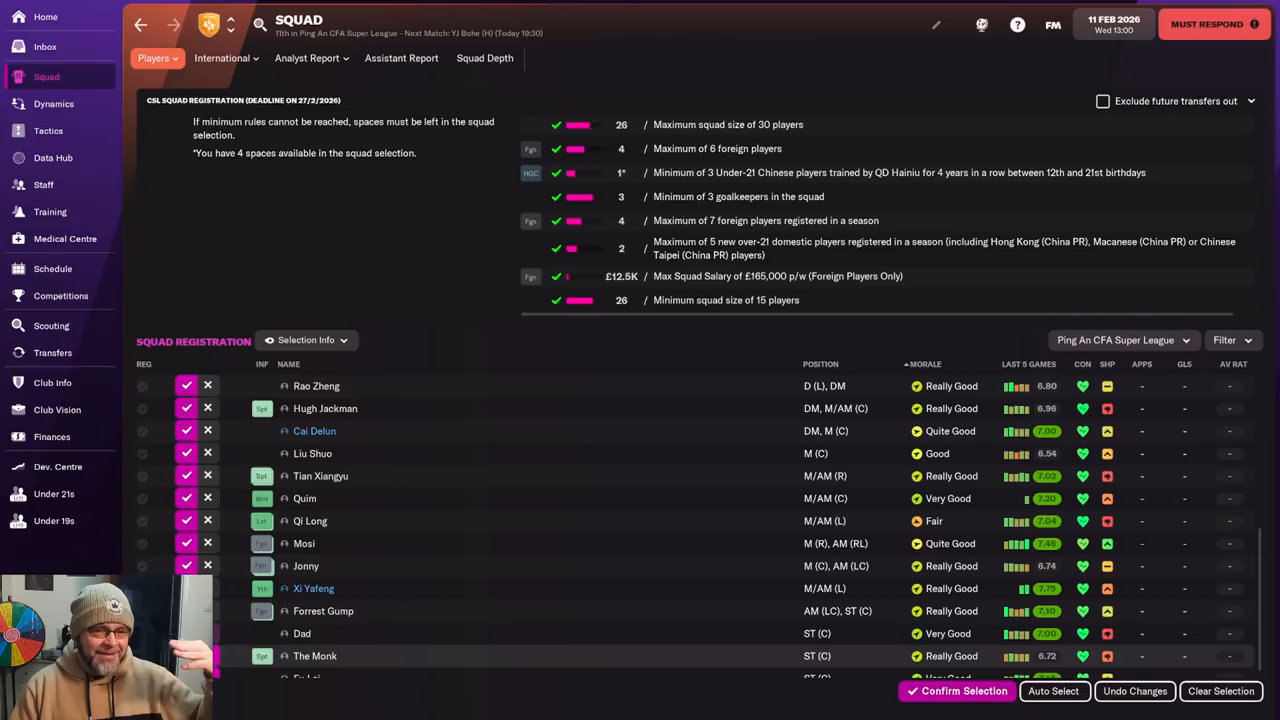 Home
Inbox
Squad
Dynamics
Tactics
Data Hub
Staff
Training
Medical Centre
Schedule
Competitions
Scouting
Transfers
Club Info
Club Vision
Finances
Dev. Centre
Under 21s
Under 19s
SQUAD
11th in Ping An CFA Super League - Next Match: YJ Bohe (H) (Today 19:30)
FM
11 FEB 2026
Wed 13:00
MUST RESPOND
Players International Analyst Report Assistant Report Squad Depth
CSL SQUAD REGISTRATION (DEADLINE ON 27/2/2026)
If minimum rules cannot be reached, spaces must be left in the squad
selection.
*You have 4 spaces available in the squad selection.
Exclude future transfers out
26 / Maximum squad size of 30 players
Fgn 4 / Maximum of 6 foreign players
HGC 1* / Minimum of 3 Under-21 Chinese players trained by QD Hainiu for 4 years in a row between 12th and 21st birthdays
3 / Minimum of 3 goalkeepers in the squad
Fgn 4 / Maximum of 7 foreign players registered in a season
2 / Maximum of 5 new over-21 domestic players registered in a season (including Hong Kong (China PR), Macanese (China PR) or Chinese
Taipei (China PR) players)
Fgn £12.5K / Max Squad Salary of £165,000 p/w (Foreign Players Only)
26 / Minimum squad size of 15 players
SQUAD REGISTRATION Selection Info Ping An CFA Super League Filter
REG INF NAME POSITION MORALE LAST 5 GAMES CON SHP APPS GLS AV RAT
Rao Zheng D (L), DM Really Good 6.80 - - -
Spt Hugh Jackman DM, M/AM (C) Really Good 6.96 - - -
Cai Delun DM, M (C) Quite Good 7.00 - - -
Liu Shuo M (C) Good 6.54 - - -
Spt Tian Xiangyu M/AM (R) Really Good 7.02 - - -
Wnt Quim M/AM (C) Very Good 7.20 - - -
Lst Qi Long M/AM (L) Fair 7.04 - - -
Fgn Mosi M (R), AM (RL) Quite Good 7.46 - - -
Fgn Jonny M (C), AM (LC) Really Good 6.74 - - -
Yth Xi Yafeng M/AM (L) Really Good 7.75 - - -
Fgn Forrest Gump AM (LC), ST (C) Really Good 7.10 - - -
Dad ST (C) Very Good 7.00 - - -
Spt The Monk ST (C) Really Good 6.72 - - -
Confirm Selection Auto Select Undo Changes Clear Selection